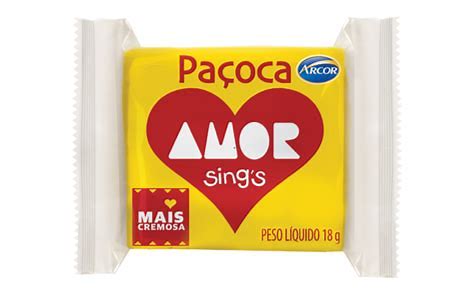 Paçoca
ARCOR
AMOR
sing's
MAIS
CREMOSA
PESO LÍQUIDO 18 g